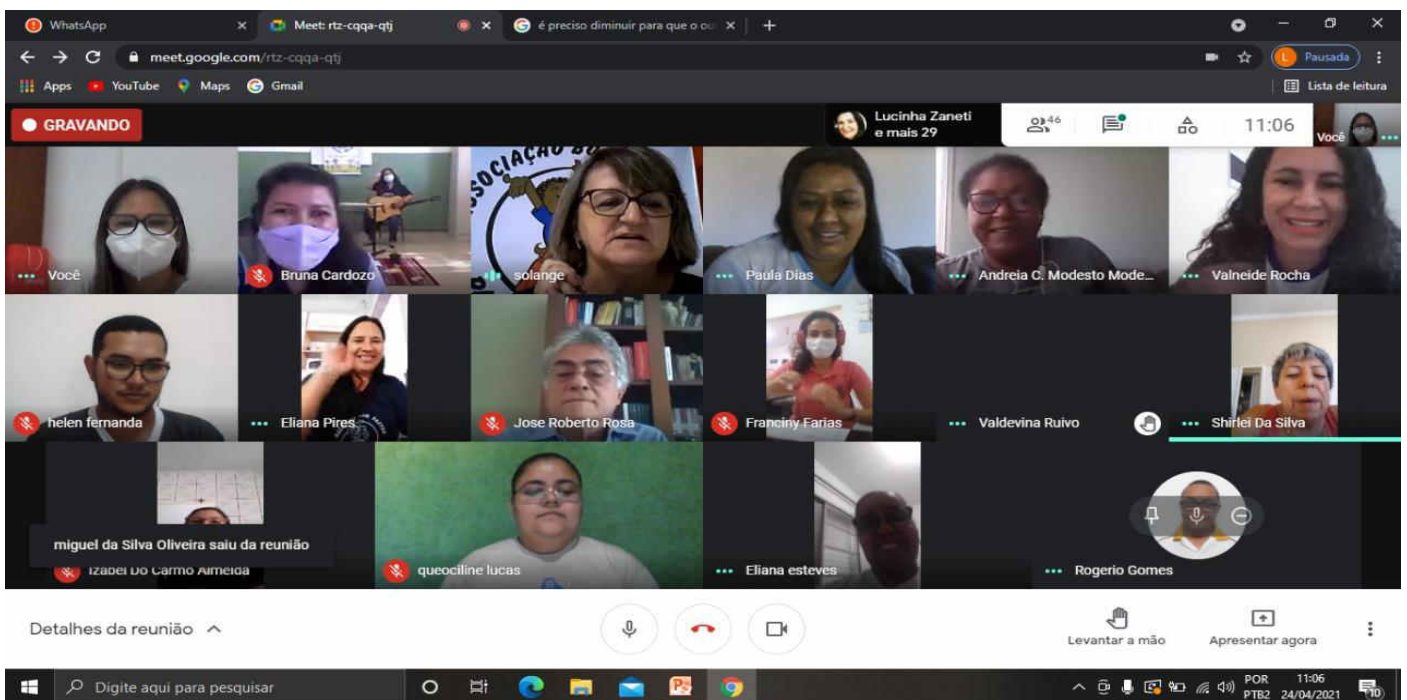 WhatsApp
Meet: rtz-cqqa-qtj
é preciso diminuir para que o ou
meet.google.com/rtz-cqqa-qtj
L Pausada
Apps YouTube Maps Gmail
Lista de leitura
GRAVANDO
Lucinha Zaneti
e mais 29
46
11:06
Você
SOCIAÇÃO
Você
Bruna Cardozo
solange
Paula Dias
Andreia C. Modesto Mode...
Valneide Rocha
helen fernanda
Eliana Pires
Jose Roberto Rosa
Franciny Farias
Valdevina Ruivo
Shirlei Da Silva
miguel da Silva Oliveira saiu da reunião
Izabel Do Carmo Almeida
queociline lucas
Eliana esteves
Rogerio Gomes
Detalhes da reunião
Levantar a mão
Apresentar agora
Digite aqui para pesquisar
POR
PTB2
11:06
24/04/2021